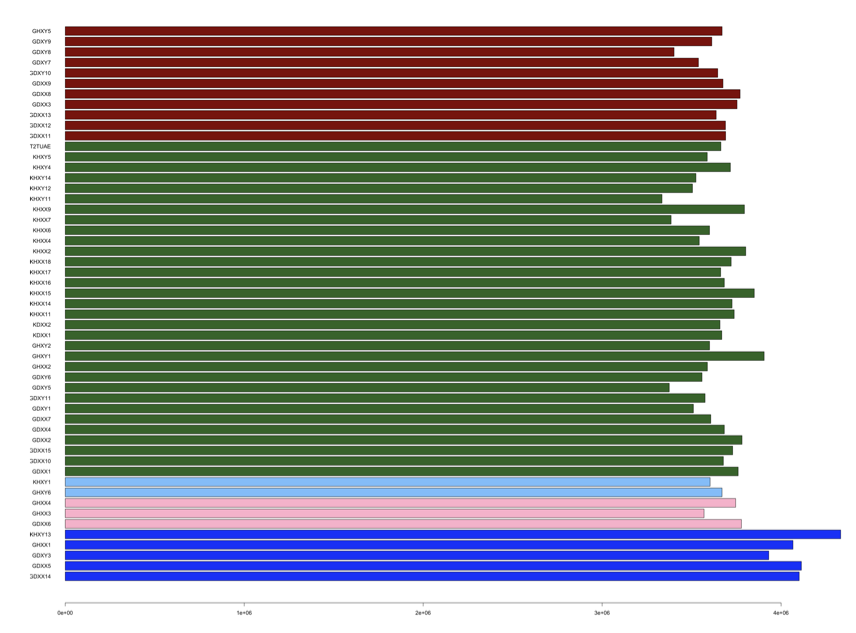 GHXY5
GDXY9
GDXY8
GDXY7
GDXY10
GDXX9
GDXX8
GDXX3
GDXX13
GDXX12
GDXX11
T2TUAE
KHXY5
KHXY4
KHXY14
KHXY12
KHXY11
KHXX9
KHXX7
KHXX6
KHXX4
KHXX2
KHXX18
KHXX17
KHXX16
KHXX15
KHXX14
KHXX11
KDXX2
KDXX1
GHXY2
GHXY1
GHXX2
GDXY6
GDXY5
GDXY11
GDXY1
GDXX7
GDXX4
GDXX2
GDXX15
GDXX10
GDXX1
KHXY1
GHXY6
GHXX4
GHXX3
GDXX6
KHXY13
GHXX1
GDXY3
GDXX5
GDXX14
0e+00 1e+06 2e+06 3e+06 4e+06